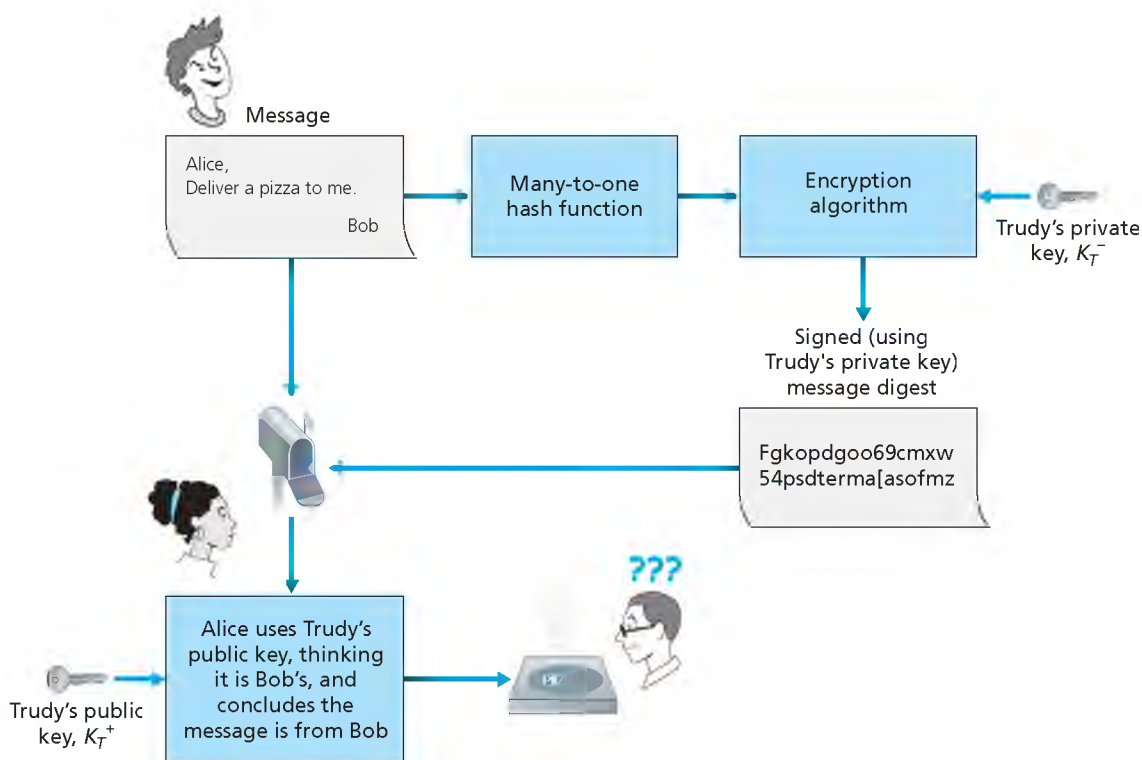 Message
Alice,
Deliver a pizza to me.
Bob
Many-to-one
hash function
Encryption
algorithm
Trudy’s private
key, K_T^−
Signed (using
Trudy's private key)
message digest
Fgkopdgoo69cmxw
54psdterma[asofmz
???
Alice uses Trudy’s
public key, thinking
it is Bob’s, and
concludes the
message is from Bob
Trudy’s public
key, K_T^+